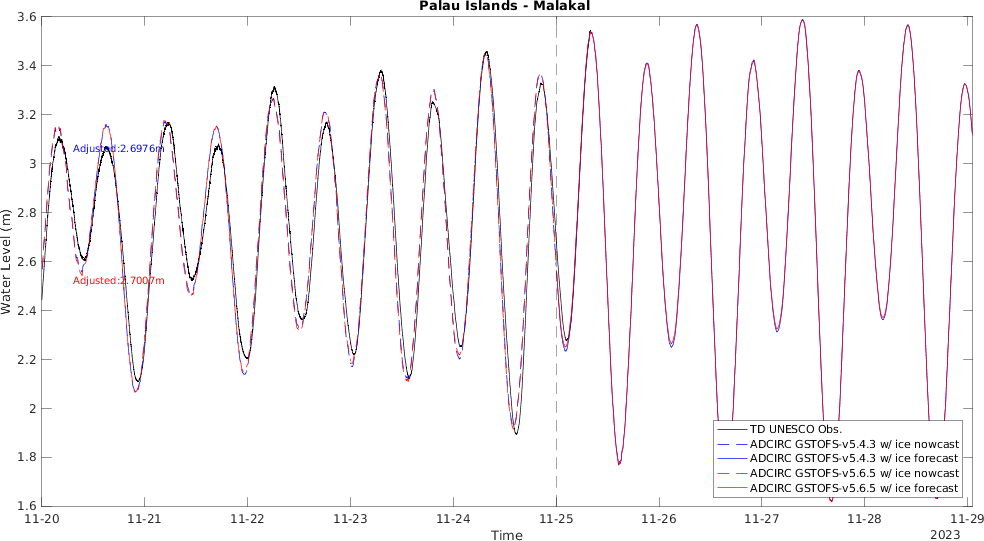 Palau Islands - Malakal
3.6
3.4
3.2
3
2.8
2.6
2.4
2.2
2
1.8
1.6
Water Level (m)
Adjusted:2.6976m
Adjusted:2.7007m
TD UNESCO Obs.
ADCIRC GSTOFS-v5.4.3 w/ ice nowcast
ADCIRC GSTOFS-v5.4.3 w/ ice forecast
ADCIRC GSTOFS-v5.6.5 w/ ice nowcast
ADCIRC GSTOFS-v5.6.5 w/ ice forecast
11-20 11-21 11-22 11-23 11-24 11-25 11-26 11-27 11-28 11-29
Time
2023